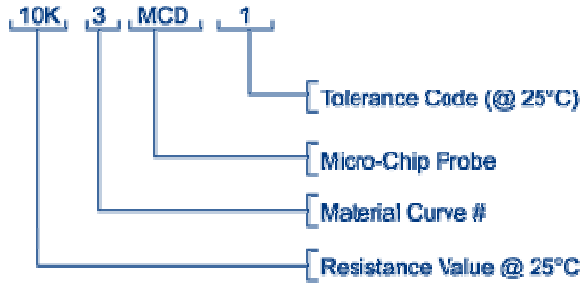 10K 3 MCD 1
Tolerance Code (@ 25°C)
Micro-Chip Probe
Material Curve #
Resistance Value @ 25°C